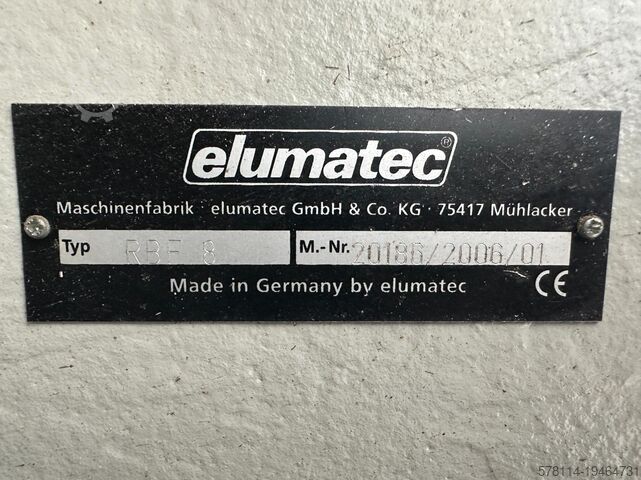 elumatec®
Maschinenfabrik · elumatec GmbH & Co. KG · 75417 Mühlacker
Typ RBF 8 M.-Nr. 20186/2006/01
Made in Germany by elumatec CE
578114-19464731